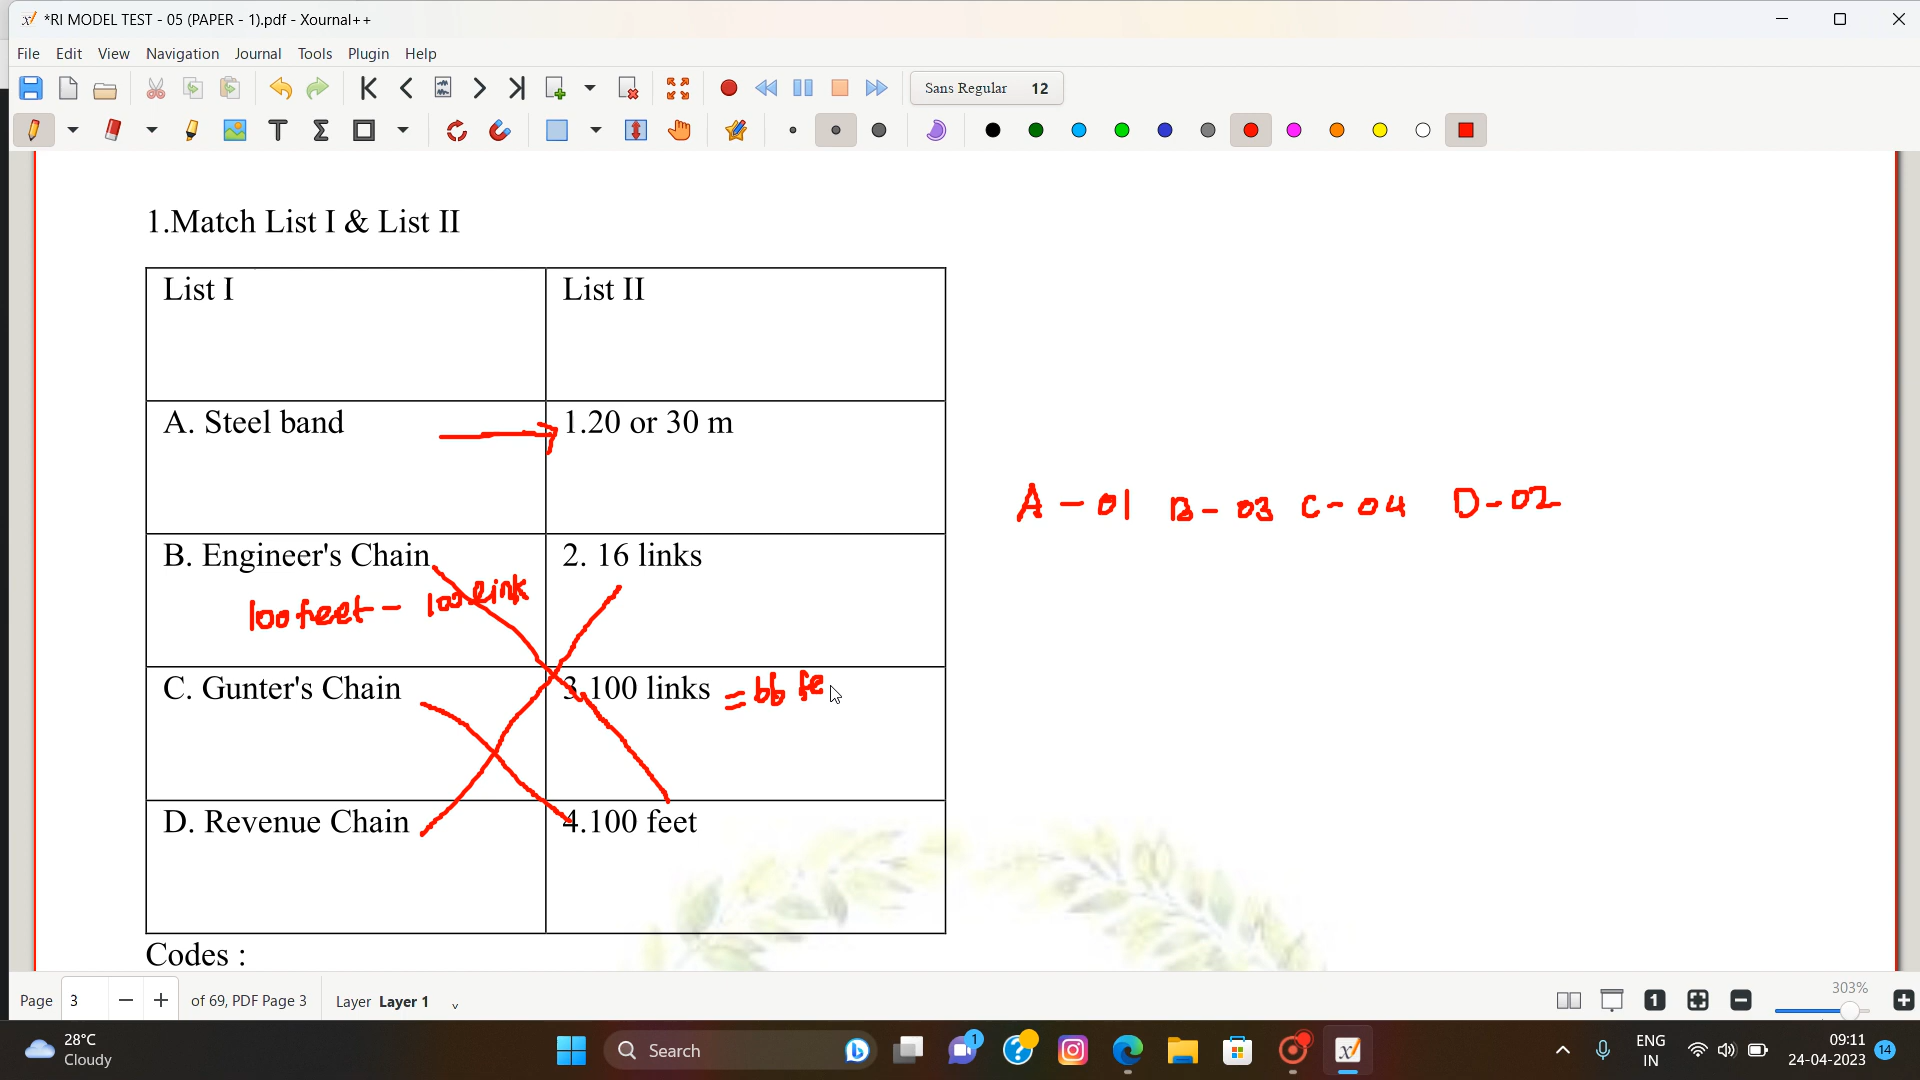 *RI MODEL TEST - 05 (PAPER - 1).pdf - Xournal++
File Edit View Navigation Journal Tools Plugin Help
Sans Regular 12
1.Match List I & List II
List I List II
A. Steel band 1.20 or 30 m
A - 01 B - 03 C - 04 D - 02
B. Engineer's Chain 2. 16 links
100 feet - 100 link
C. Gunter's Chain 3.100 links = 66 fe
D. Revenue Chain 4.100 feet
Codes :
Page 3 of 69, PDF Page 3 Layer Layer 1 303%
28°C
Cloudy
Search
1
ENG
IN
09:11
24-04-2023
14